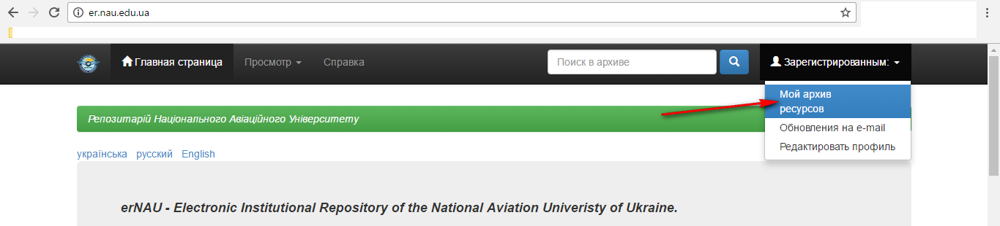 er.nau.edu.ua
Главная страница Просмотр Справка Поиск в архиве Зарегистрированным:
Мой архив
ресурсов
Обновления на e-mail
Редактировать профиль
Репозитарій Національного Авіаційного Університету
українська русский English
erNAU - Electronic Institutional Repository of the National Aviation Univeristy of Ukraine.